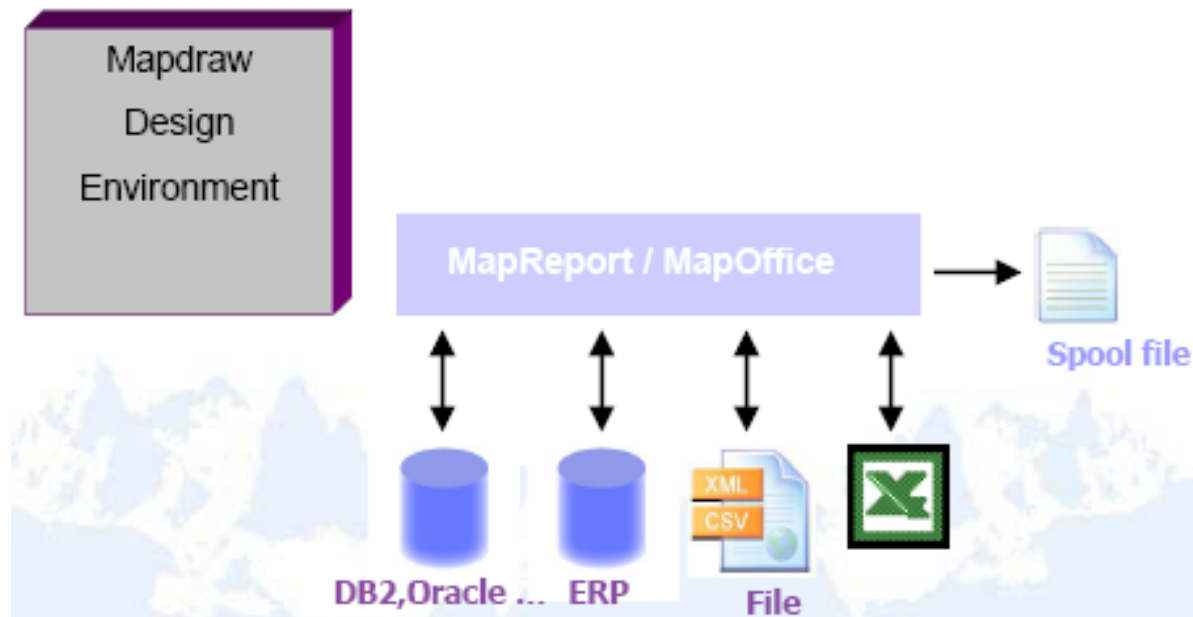 Mapdraw
Design
Environment
MapReport / MapOffice
Spool file
XML
CSV
DB2,Oracle ...
ERP
File